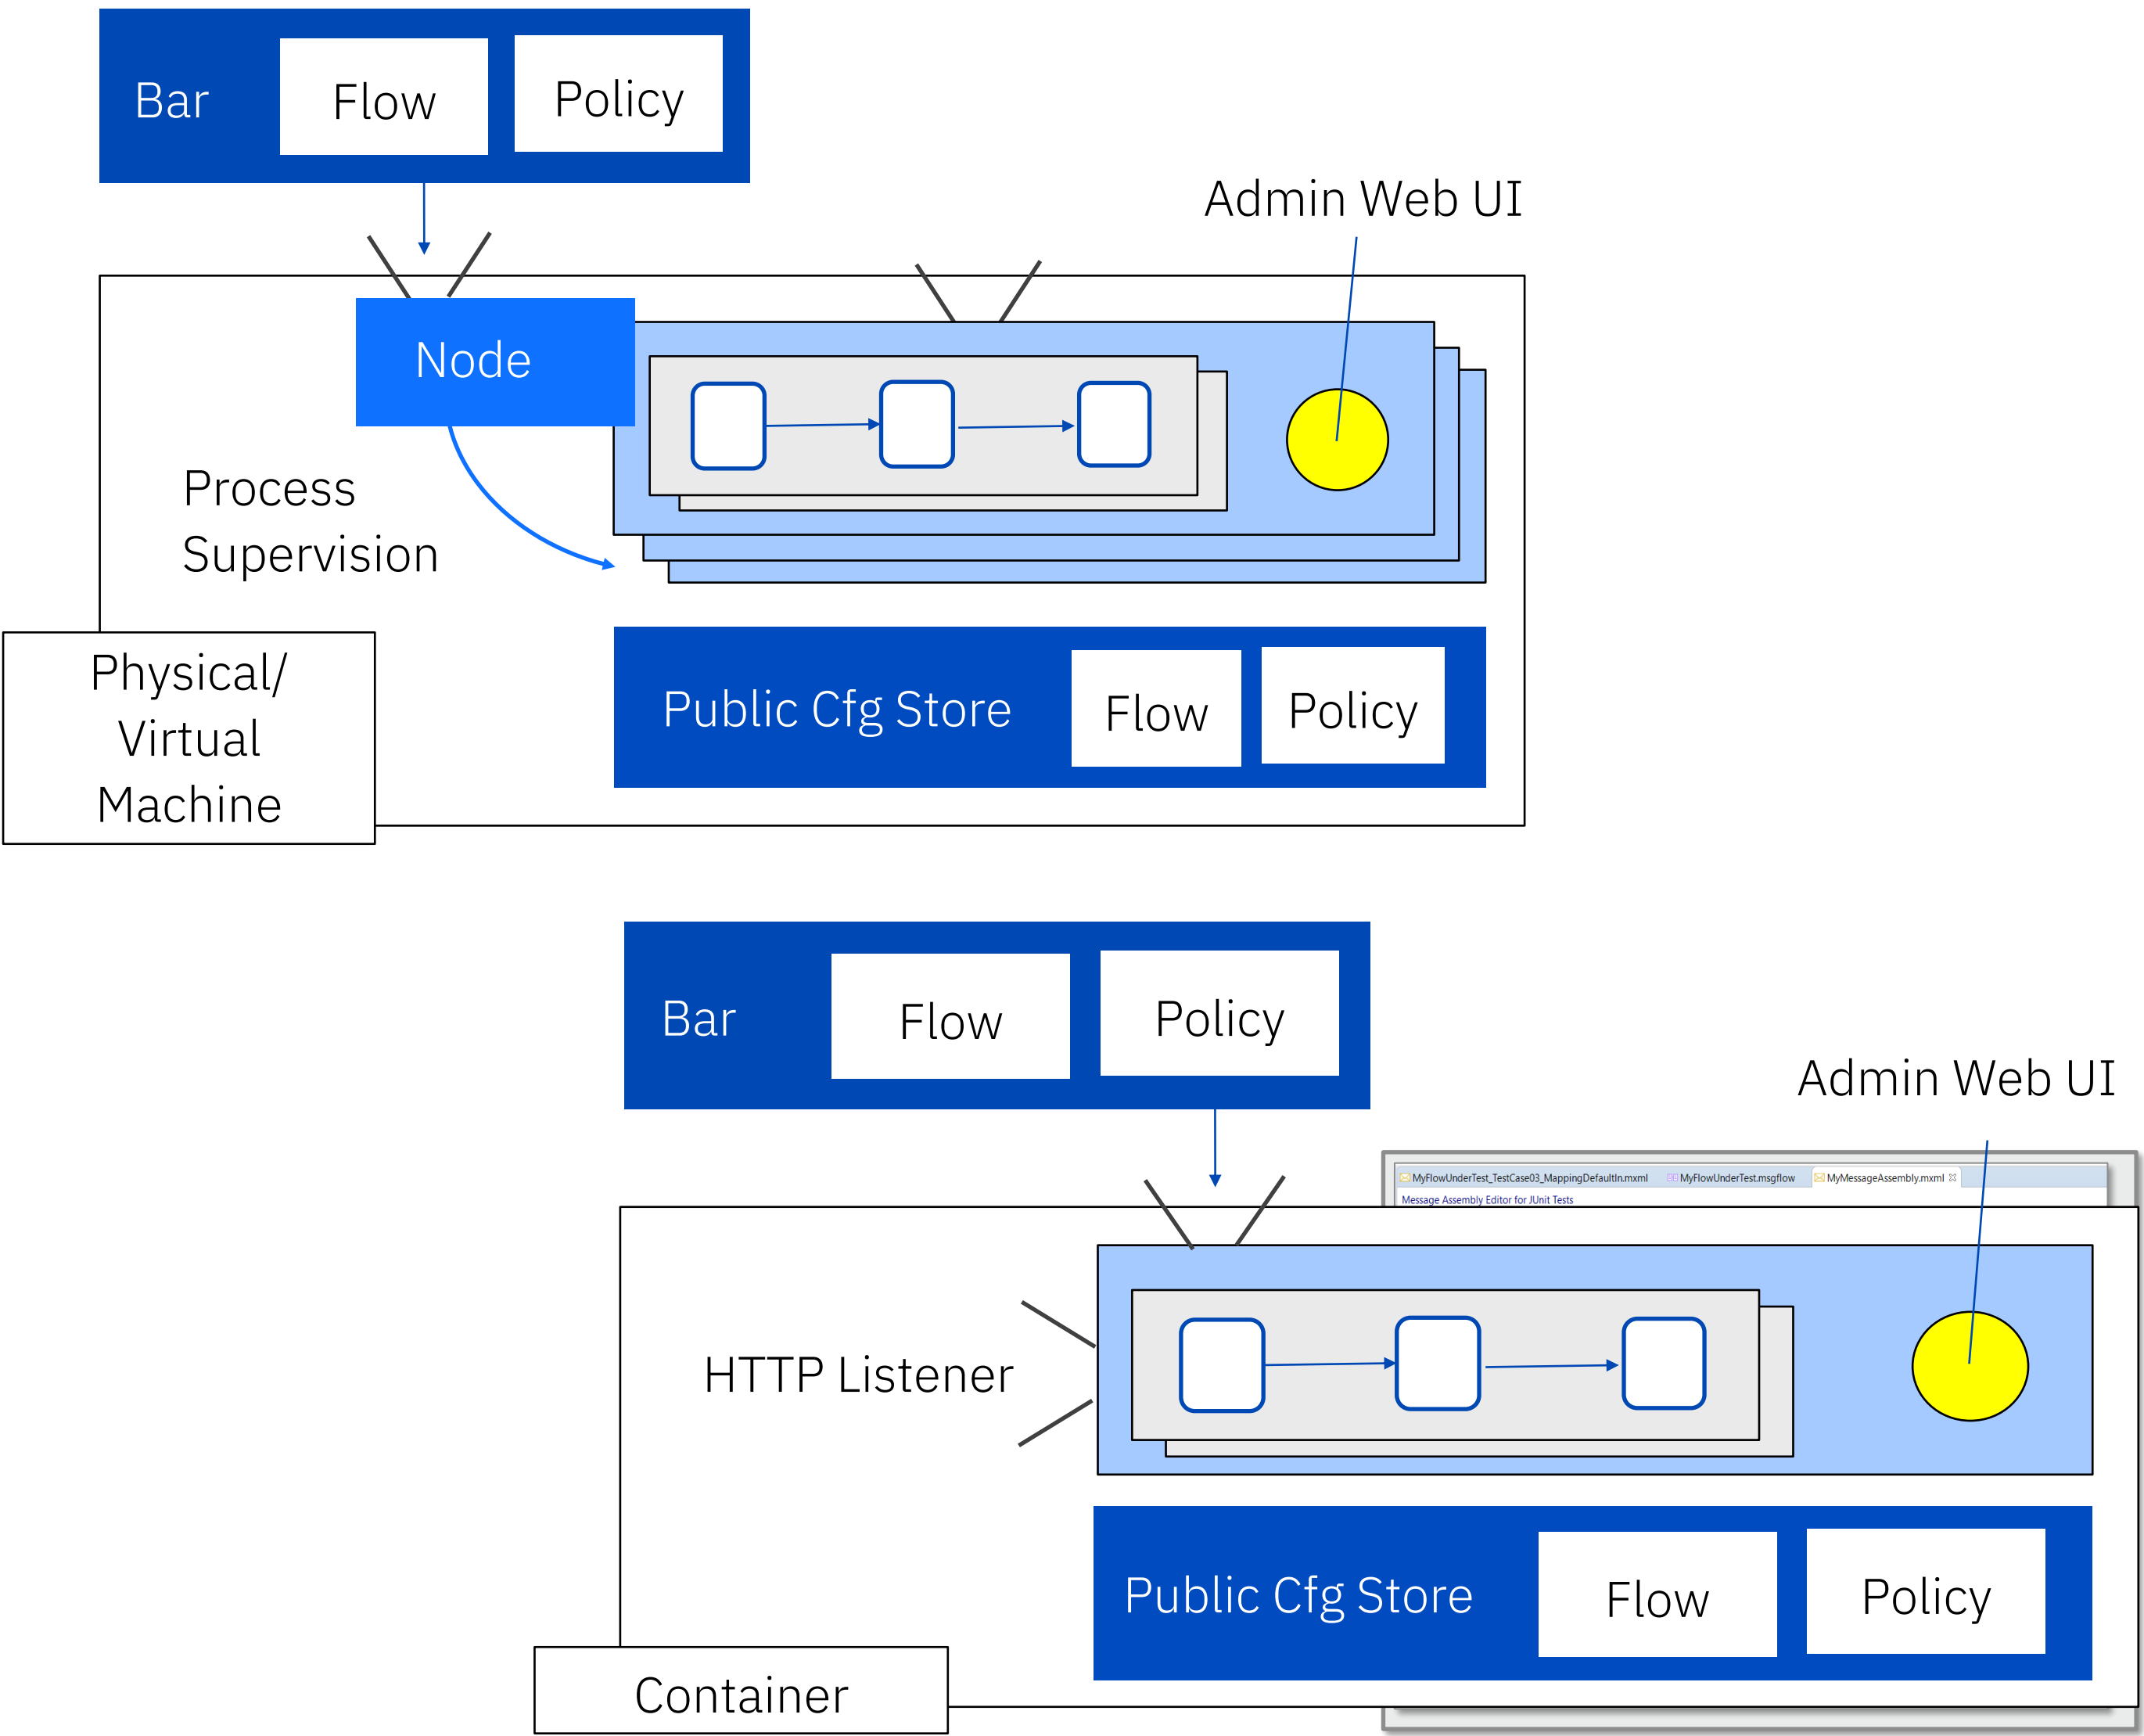 Bar
Flow
Policy
Admin Web UI
Node
Process
Supervision
Physical/
Virtual
Machine
Public Cfg Store
Flow
Policy
Bar
Flow
Policy
Admin Web UI
MyFlowUnderTest_TestCase03_MappingDefaultIn.mxml
MyFlowUnderTest.msgflow
MyMessageAssembly.mxml
Message Assembly Editor for JUnit Tests
HTTP Listener
Public Cfg Store
Flow
Policy
Container